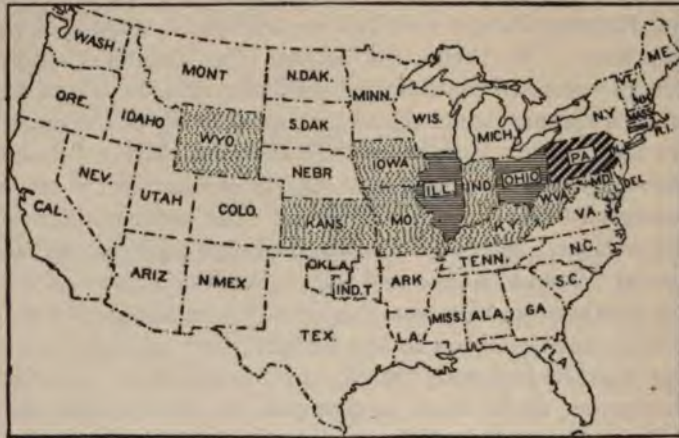 WASH
MONT
N.DAK.
MINN.
ME.
VT.
ORE.
IDAHO
S.DAK
WIS.
MICH.
N.Y
MASS
R.I.
WYO.
IOWA
PA.
NEV.
NEBR
ILL
IND
OHIO
MD.
DEL
UTAH
COLO.
KANS
MO.
W.VA
KY.
VA.
CAL.
TENN.
N.C.
ARIZ
N.MEX.
OKLA.
IND.T.
ARK
S.C.
TEX.
LA.
MISS.
ALA.
GA
FLA